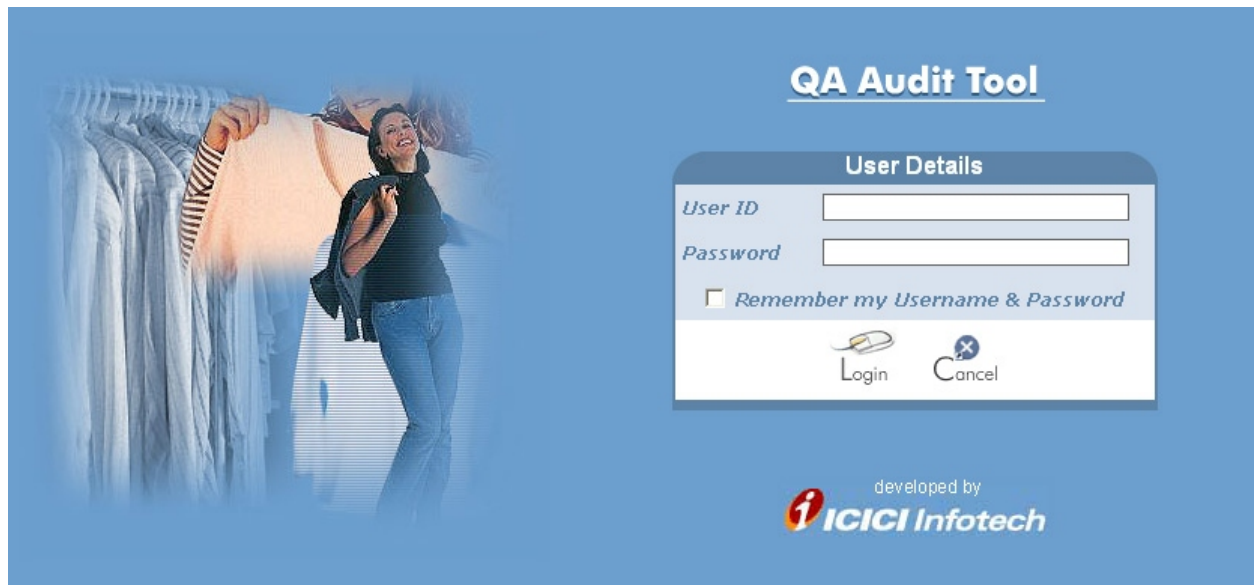 QA Audit Tool
User Details
User ID
Password
Remember my Username & Password
Login Cancel
developed by
i ICICI Infotech